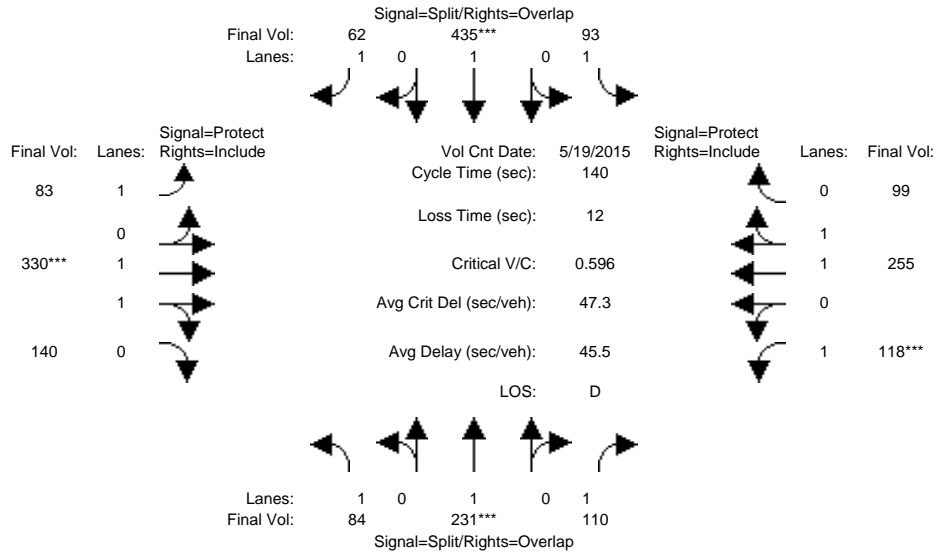 Signal=Split/Rights=Overlap
Final Vol: 62 435*** 93
Lanes: 1 0 1 0 1
Signal=Protect Signal=Protect
Final Vol: Lanes: Rights=Include Vol Cnt Date: 5/19/2015 Rights=Include Lanes: Final Vol:
Cycle Time (sec): 140
83 1 0 99
Loss Time (sec): 12
0 1
330*** 1 Critical V/C: 0.596 1 255
1 Avg Crit Del (sec/veh): 47.3 0
140 0 Avg Delay (sec/veh): 45.5 1 118***
LOS: D
Lanes: 1 0 1 0 1
Final Vol: 84 231*** 110
Signal=Split/Rights=Overlap